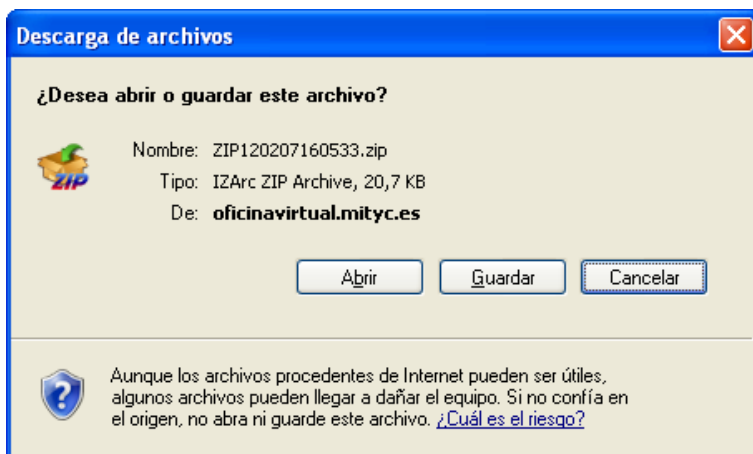 Descarga de archivos
¿Desea abrir o guardar este archivo?
ZIP
Nombre: ZIP120207160533.zip
Tipo: IZArc ZIP Archive, 20,7 KB
De: oficinavirtual.mityc.es
Abrir Guardar Cancelar
Aunque los archivos procedentes de Internet pueden ser útiles,
algunos archivos pueden llegar a dañar el equipo. Si no confía en
el origen, no abra ni guarde este archivo. ¿Cuál es el riesgo?